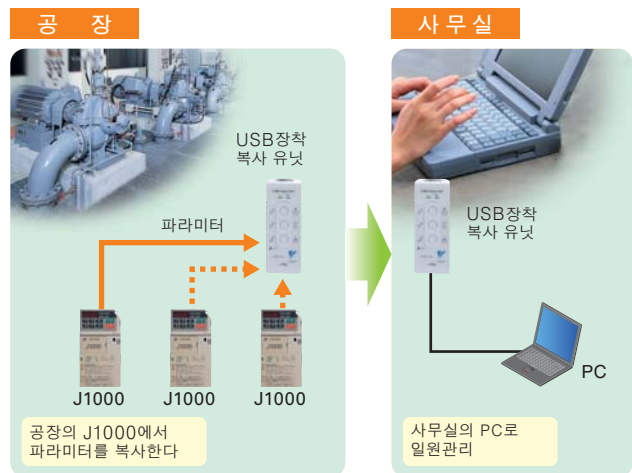 공 장
USB장착
복사 유닛
파라미터
J1000
J1000
J1000
공장의 J1000에서
파라미터를 복사한다
사무실
USB장착
복사 유닛
PC
사무실의 PC로
일원관리